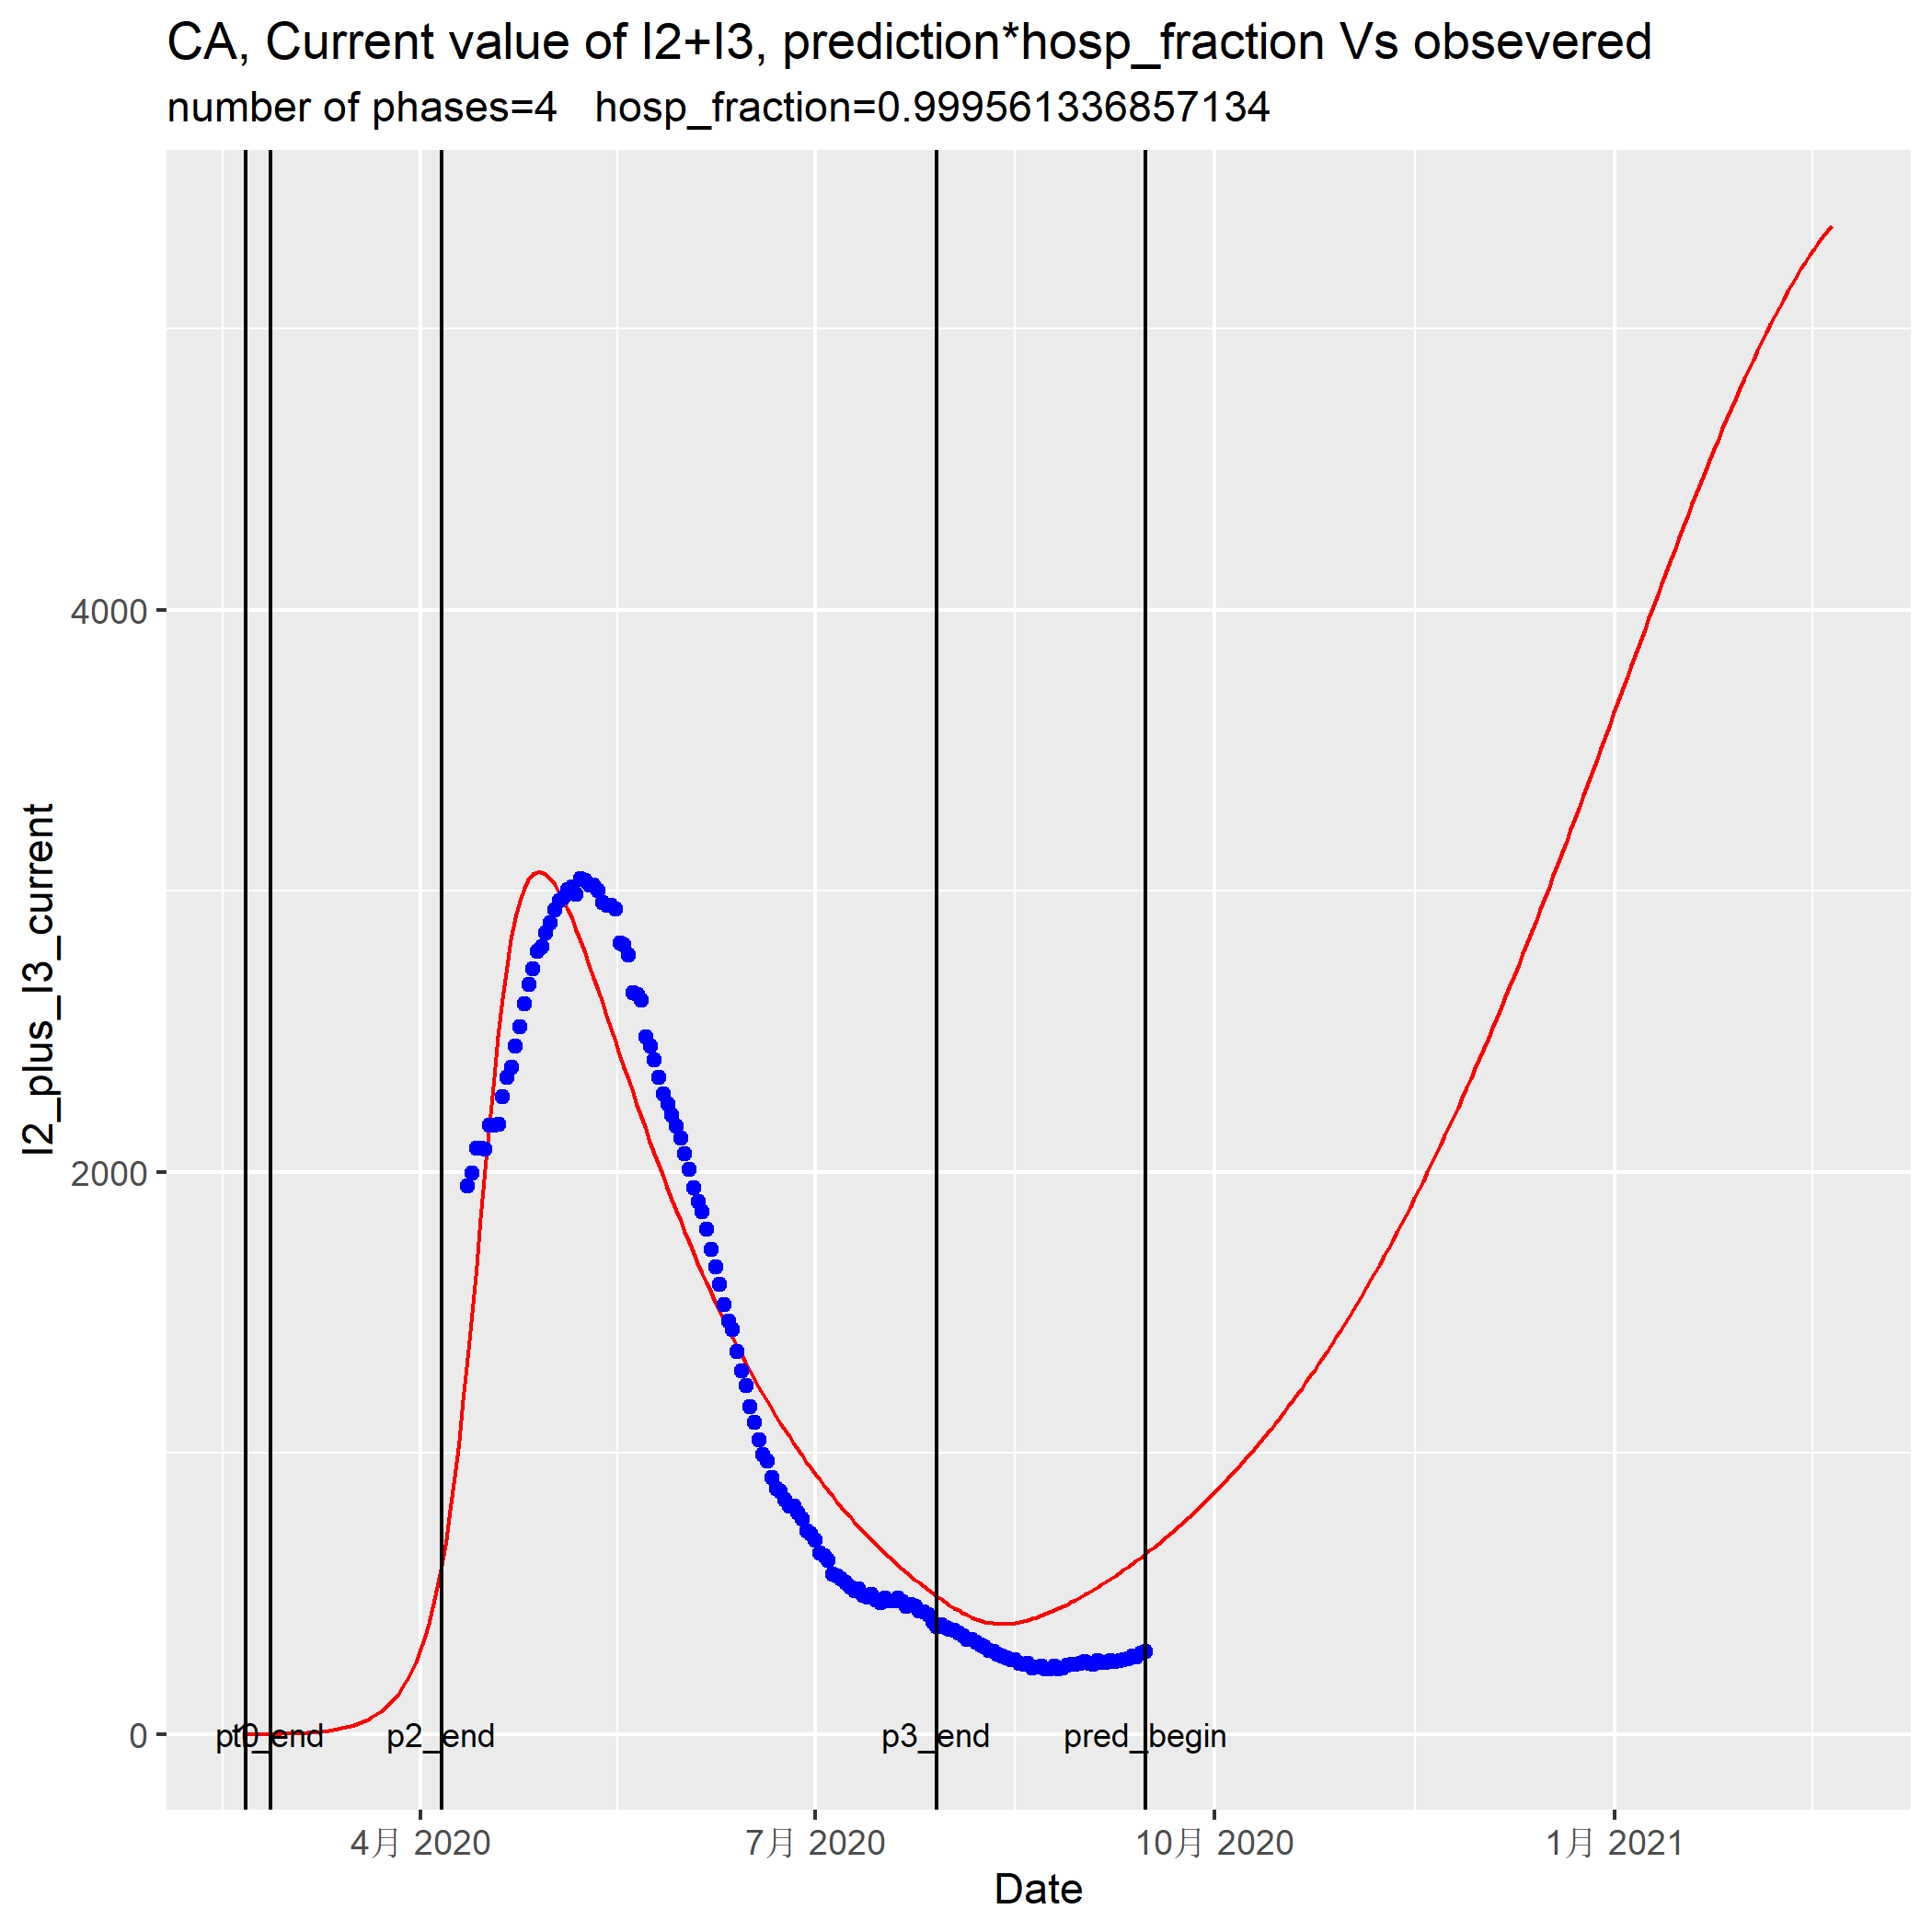 CA, Current value of I2+I3, prediction*hosp_fraction Vs obsevered
number of phases=4 hosp_fraction=0.999561336857134
I2_plus_I3_current
4000
2000
0
p2_end
p3_end
pred_begin
4月 2020
7月 2020
10月 2020
1月 2021
Date